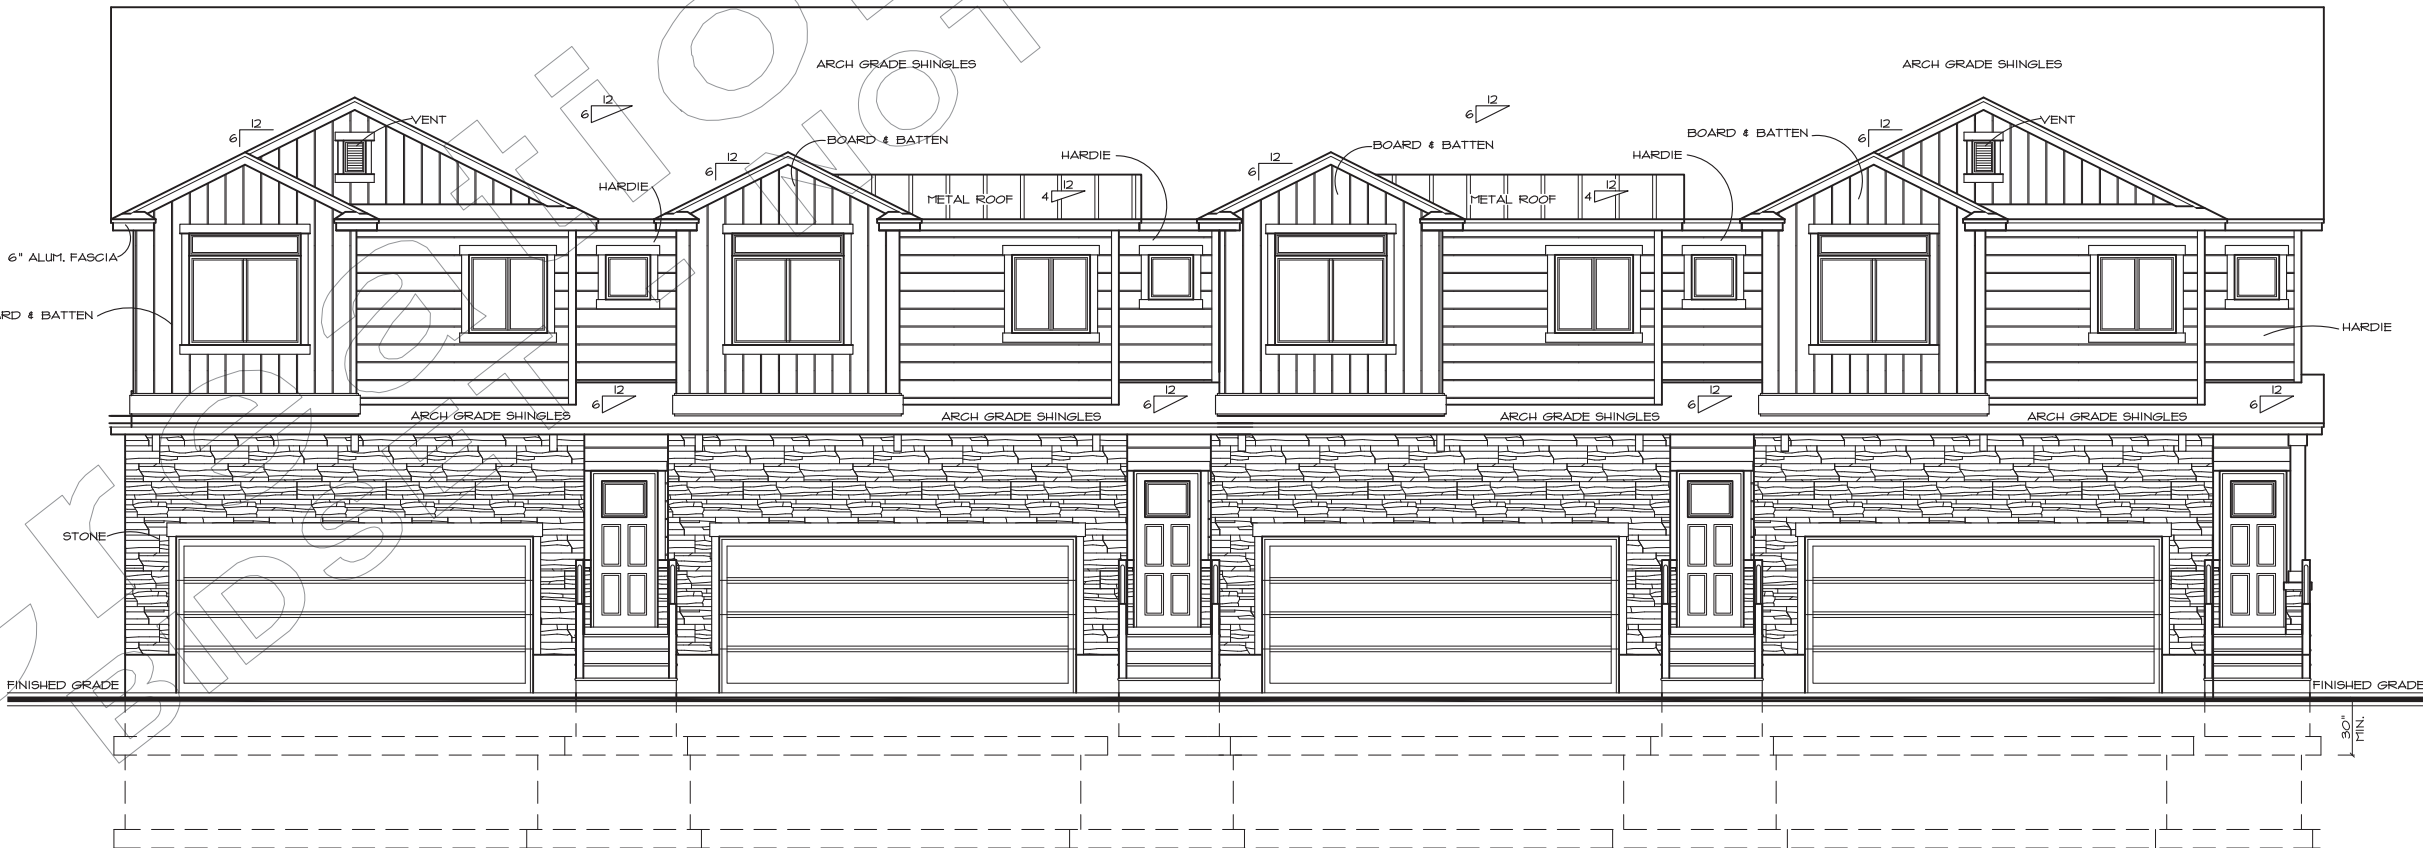 ARCH GRADE SHINGLES
ARCH GRADE SHINGLES
12
6
12
6
12
6
VENT
12
6
VENT
BOARD & BATTEN
BOARD & BATTEN
BOARD & BATTEN
12
6
12
6
HARDIE
HARDIE
HARDIE
METAL ROOF
12
4
METAL ROOF
12
4
6" ALUM. FASCIA
RD & BATTEN
HARDIE
12
6
12
6
12
6
12
6
ARCH GRADE SHINGLES
ARCH GRADE SHINGLES
ARCH GRADE SHINGLES
ARCH GRADE SHINGLES
STONE
FINISHED GRADE
FINISHED GRADE
30"
MIN.
BID SET
Not